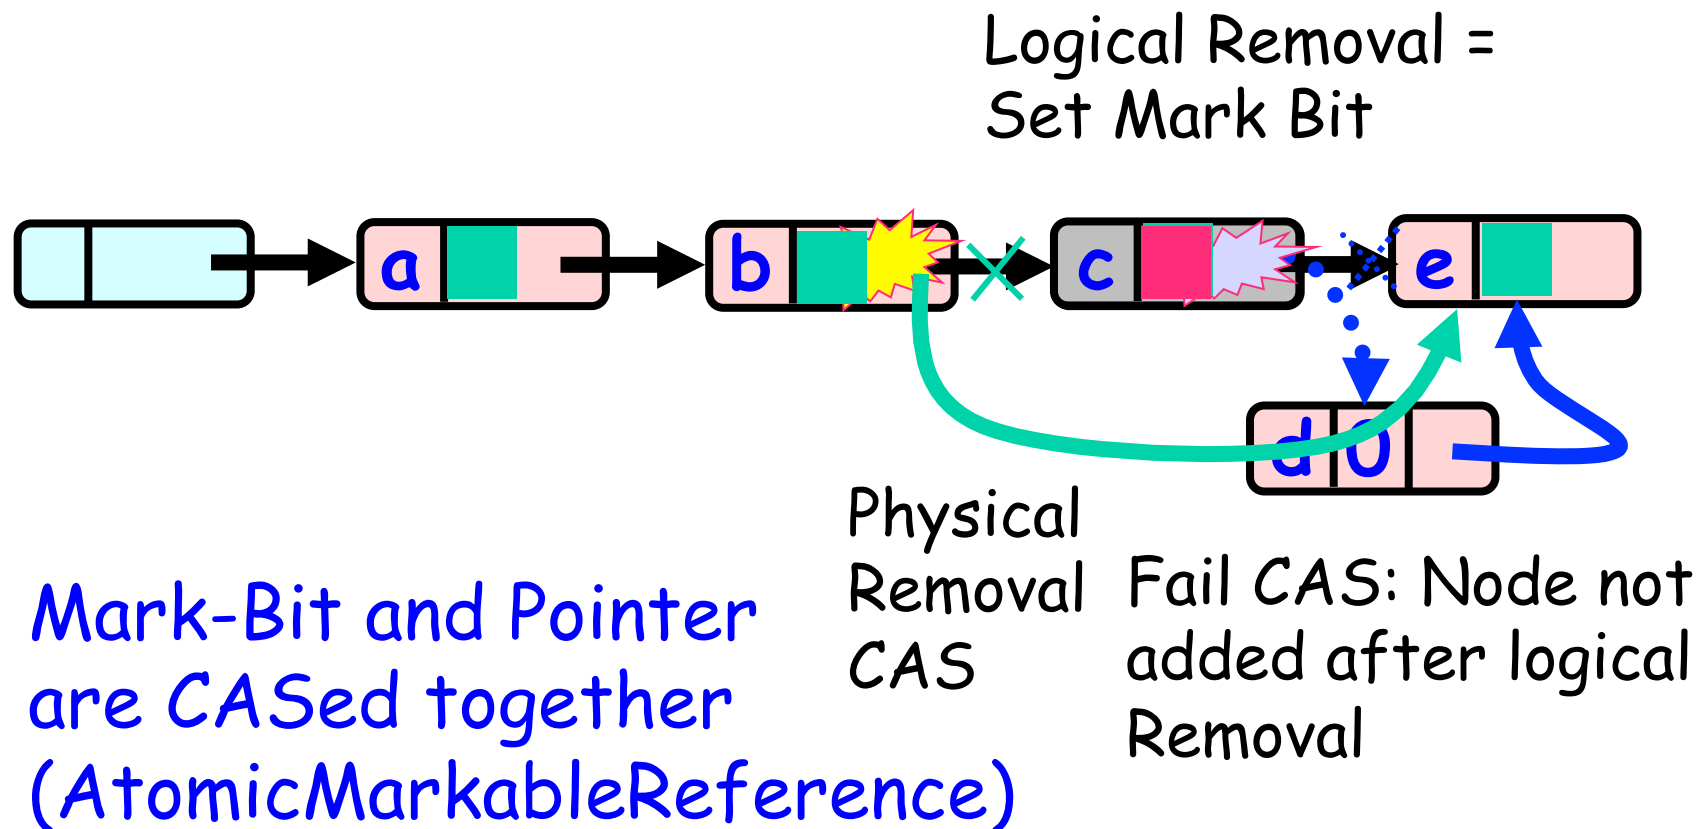 Logical Removal =
Set Mark Bit
a
b
c
e
d 0
Physical
Removal
CAS
Fail CAS: Node not
added after logical
Removal
Mark-Bit and Pointer
are CASed together
(AtomicMarkableReference)